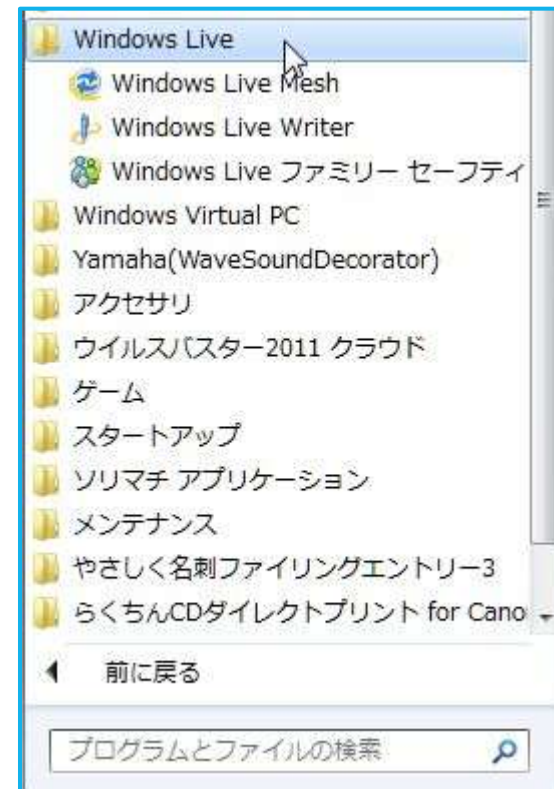 Windows Live
Windows Live Mesh
Windows Live Writer
Windows Live ファミリー セーフティ
Windows Virtual PC
Yamaha(WaveSoundDecorator)
アクセサリ
ウイルスバスター2011 クラウド
ゲーム
スタートアップ
ソリマチ アプリケーション
メンテナンス
やさしく名刺ファイリングエントリー3
らくちんCDダイレクトプリント for Cano
前に戻る
プログラムとファイルの検索